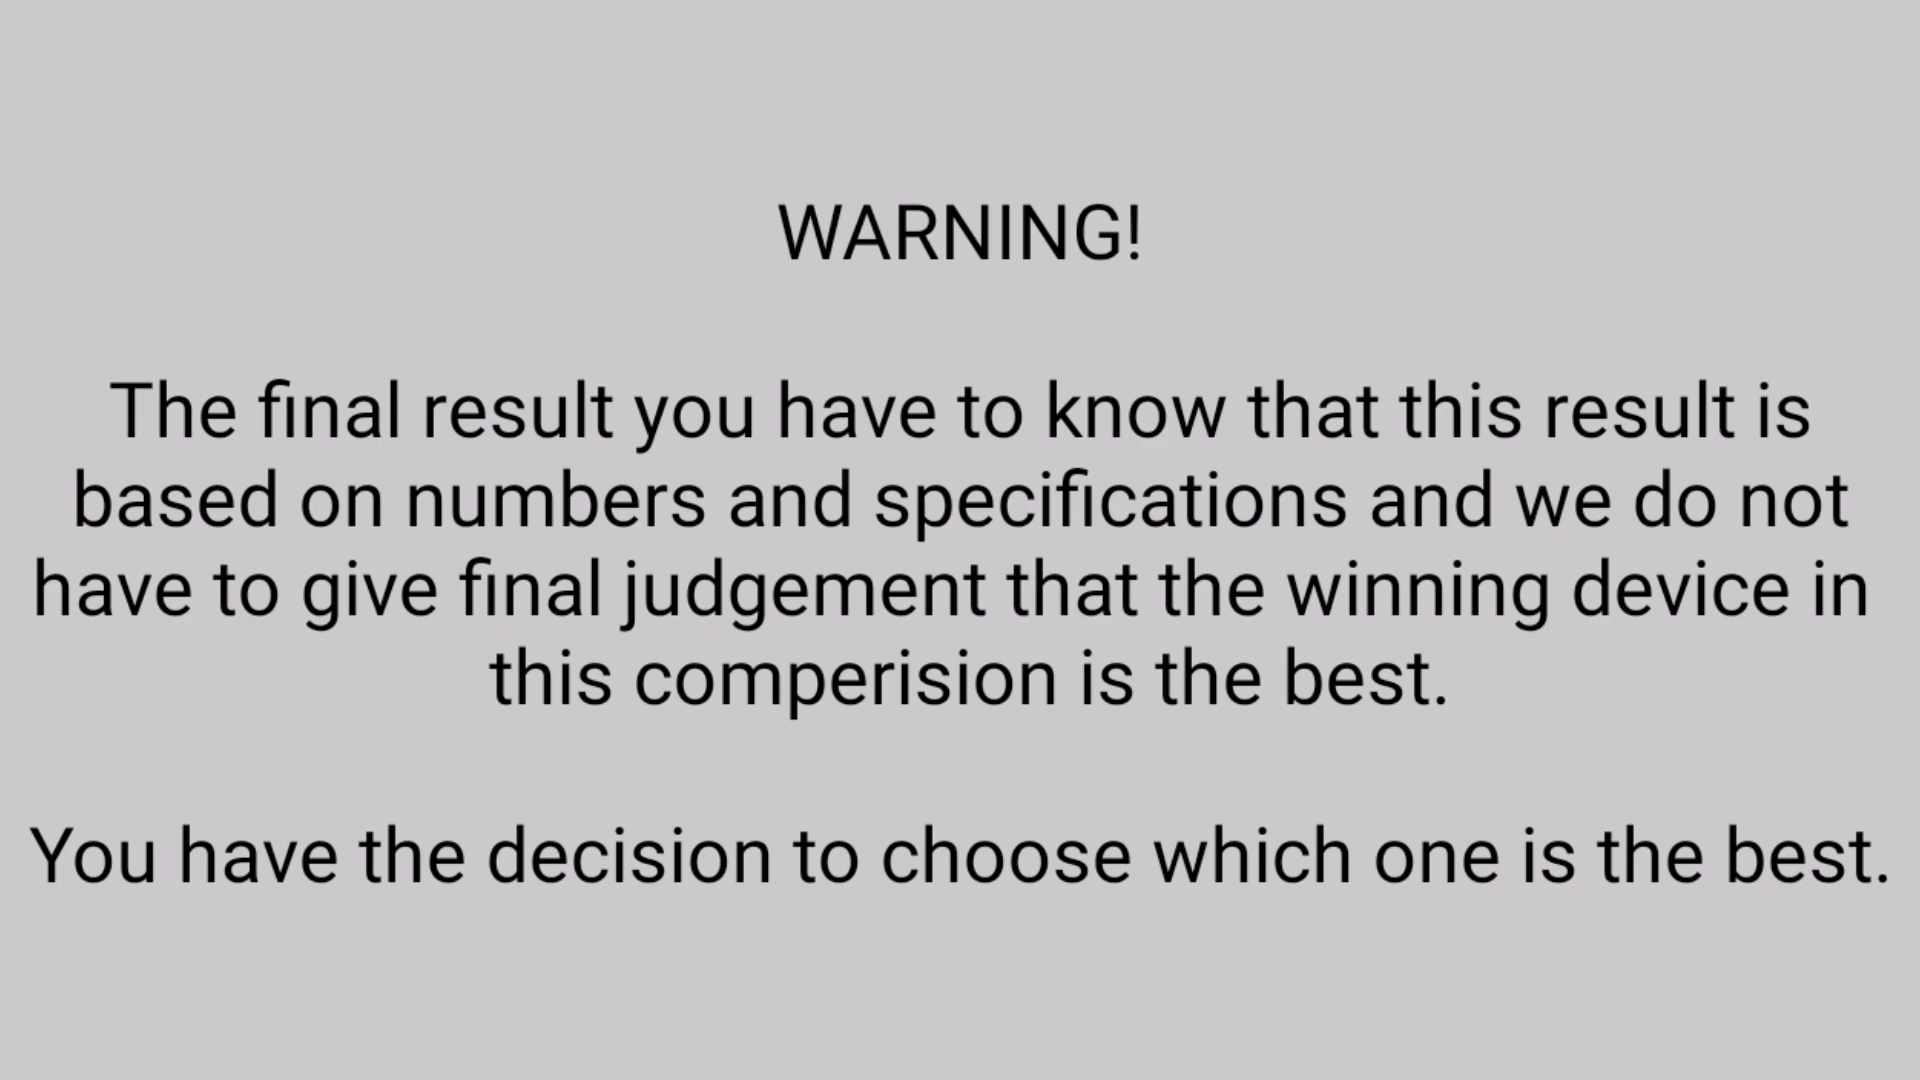 WARNING!
The final result you have to know that this result is
based on numbers and specifications and we do not
have to give final judgement that the winning device in
this comperision is the best.
You have the decision to choose which one is the best.